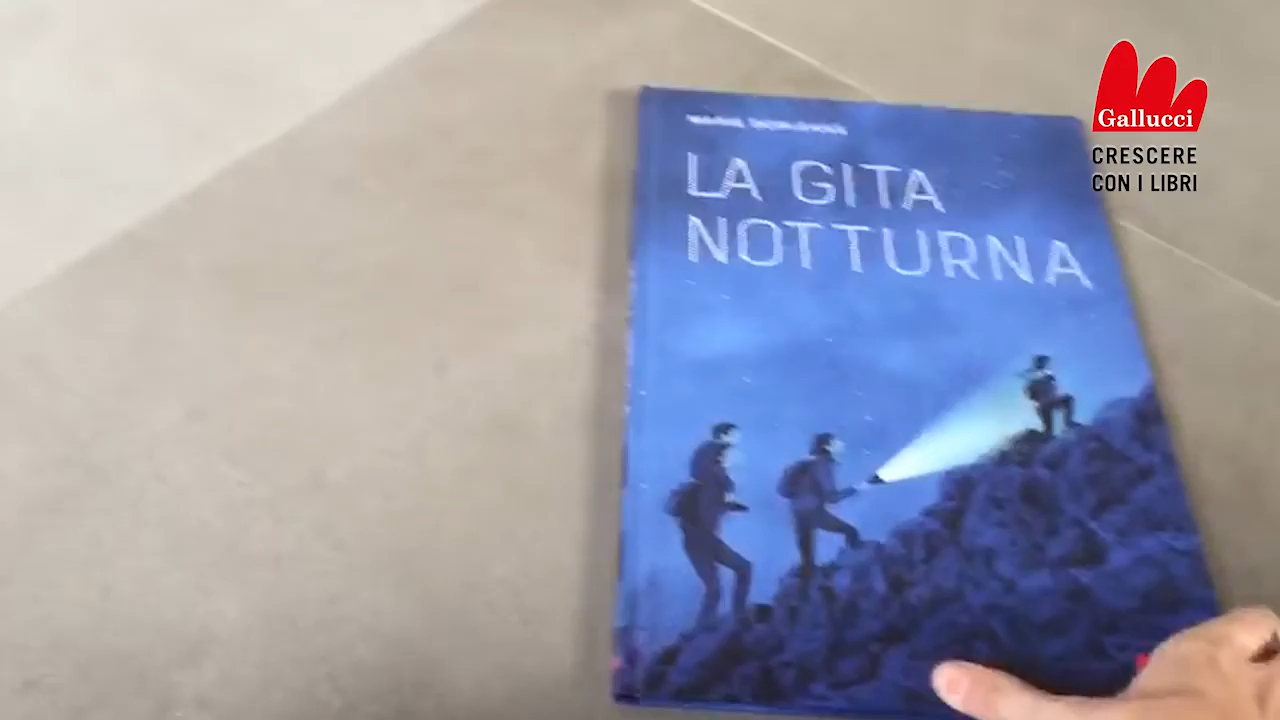 LA GITA
NOTTURNA
Gallucci
CRESCERE
CON I LIBRI